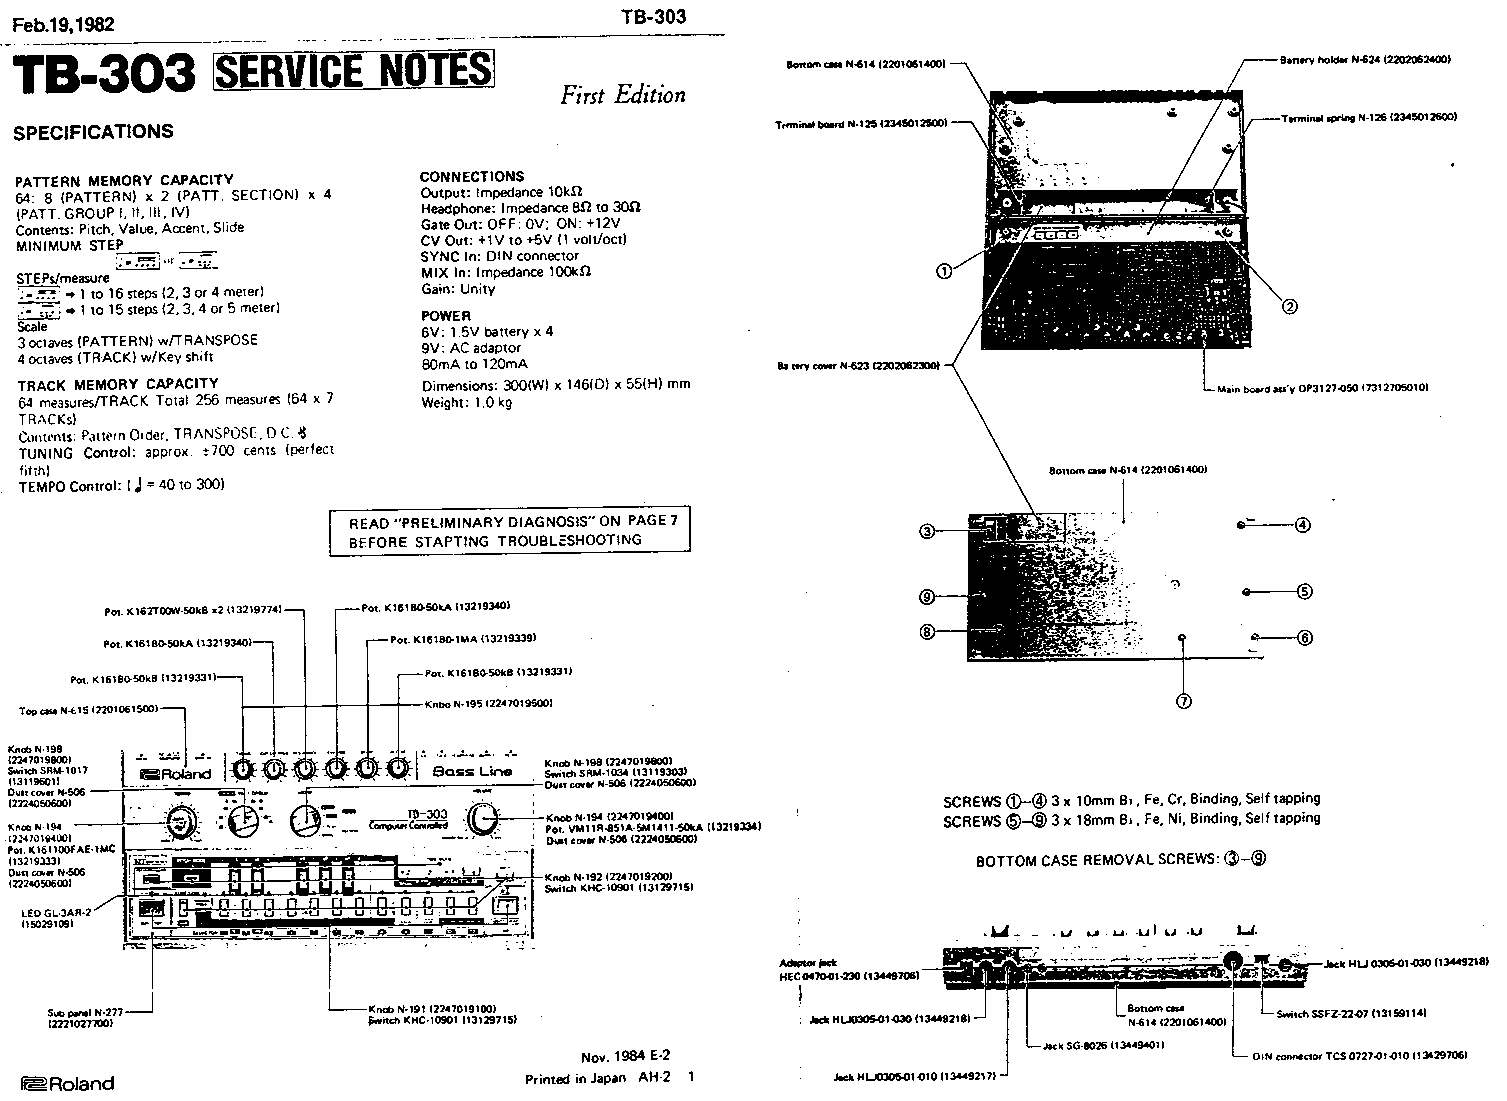 Feb.19,1982
TB-303
TB-303 SERVICE NOTES
First Edition
SPECIFICATIONS
PATTERN MEMORY CAPACITY
64: 8 (PATTERN) x 2 (PATT. SECTION) x 4
(PATT. GROUP I, II, III, IV)
Contents: Pitch, Value, Accent, Slide
MINIMUM STEP
or
STEPs/measure
→ 1 to 16 steps (2, 3 or 4 meter)
→ 1 to 15 steps (2, 3, 4 or 5 meter)
Scale
3 octaves (PATTERN) w/TRANSPOSE
4 octaves (TRACK) w/Key shift
TRACK MEMORY CAPACITY
64 measures/TRACK Total 256 measures (64 x 7
TRACKs)
Contents: Pattern Order, TRANSPOSE, D.C. 𝄋
TUNING Control: approx. ±700 cents (perfect
fifth)
TEMPO Control: (♩ = 40 to 300)
CONNECTIONS
Output: Impedance 10kΩ
Headphone: Impedance 8Ω to 30Ω
Gate Out: OFF: 0V; ON: +12V
CV Out: +1V to +5V (1 volt/oct)
SYNC In: DIN connector
MIX In: Impedance 100kΩ
Gain: Unity
POWER
6V: 1.5V battery x 4
9V: AC adaptor
80mA to 120mA
Dimensions: 300(W) x 146(D) x 55(H) mm
Weight: 1.0 kg
READ "PRELIMINARY DIAGNOSIS" ON PAGE 7
BEFORE STAPTING TROUBLESHOOTING
Pot. K162T00W-50kB x2 (13219774)
Pot. K16180-50kA (13219340)
Pot. K16180-50kA (13219340)
Pot. K16180-1MA (13219339)
Pot. K16180-50kB (13219331)
Pot. K16180-50kB (13219331)
Top case N-615 (2201061500)
Knbo N-195 (2247019500)
Knob N-198
(2247019800)
Switch SRM-1017
(13119601)
Dust cover N-506
(2224050600)
Knob N-194
(2247019400)
Pot. K161100FAE-1MC
(13219333)
Dust cover N-506
(2224050600)
LED GL-3AR-2
(15029109)
Sub panel N-277
(2221027700)
Roland
Bass Line
TB-303
Computer Controlled
Knob N-198 (2247019800)
Switch SRM-1034 (13119303)
Dust cover N-506 (2224050600)
Knob N-194 (2247019400)
Pot. VM11R-851A-5M1411-50kA (13219334)
Dust cover N-506 (2224050600)
Knob N-192 (2247019200)
Switch KHC-10901 (13129715)
Knob N-191 (2247019100)
Switch KHC-10901 (13129715)
Nov. 1984 E-2
Printed in Japan AH-2 1
Roland
Bottom case N-614 (2201061400)
Battery holder N-624 (2202062400)
Terminal board N-125 (2345012500)
Terminal spring N-126 (2345012600)
①
②
Battery cover N-623 (2202062300)
Main board ass'y OP3127-050 (7312705010)
Bottom case N-614 (2201061400)
③
④
⑨
⑤
⑧
⑥
⑦
SCREWS ①–④ 3 x 10mm Bi, Fe, Cr, Binding, Self tapping
SCREWS ⑤–⑨ 3 x 18mm Bi, Fe, Ni, Binding, Self tapping
BOTTOM CASE REMOVAL SCREWS: ③–⑨
Adaptor jack
HEC 0470-01-230 (13449706)
Jack HLJ 0305-01-030 (13449218)
Jack HLJ0305-01-030 (13449218)
Bottom case
N-614 (2201061400)
Switch SSFZ-22-07 (13159114)
Jack SG-8026 (13449401)
DIN connector TCS 0727-01-010 (13429706)
Jack HLJ0305-01-010 (13449217)